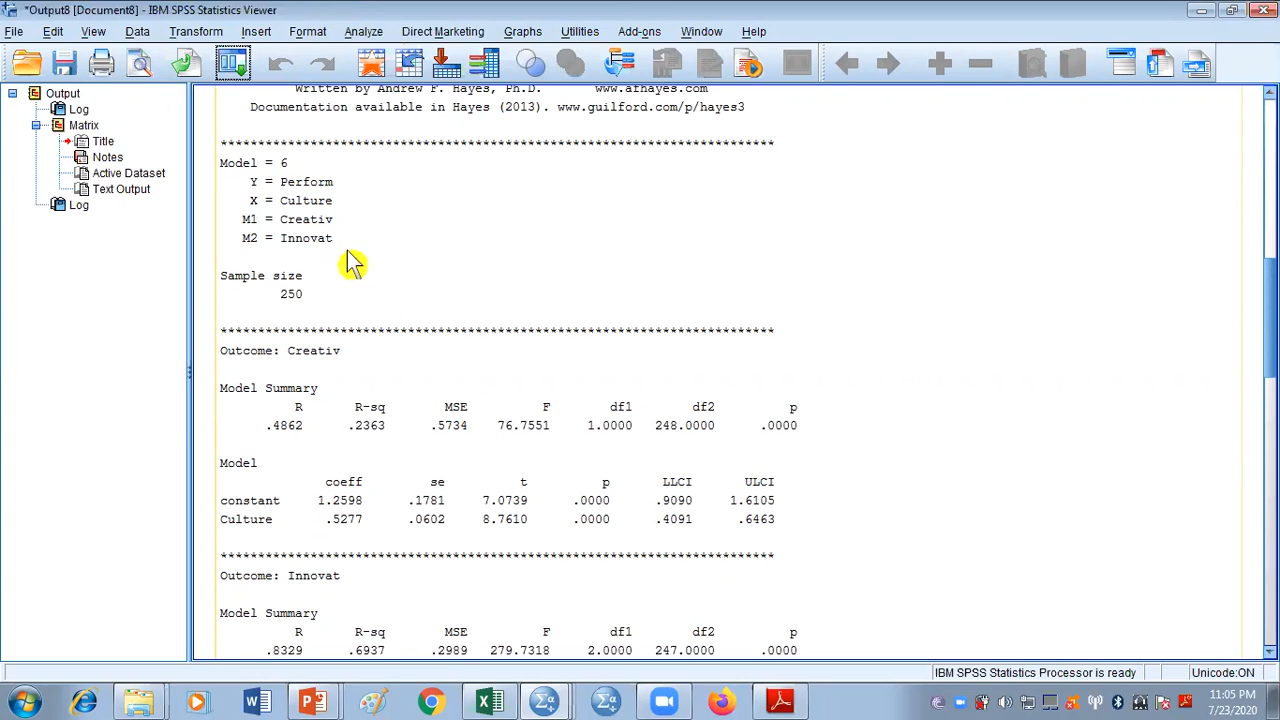 *Output8 [Document8] - IBM SPSS Statistics Viewer
File Edit View Data Transform Insert Format Analyze Direct Marketing Graphs Utilities Add-ons Window Help
Output
Log
Matrix
Title
Notes
Active Dataset
Text Output
Log
Written by Andrew F. Hayes, Ph.D. www.afhayes.com
Documentation available in Hayes (2013). www.guilford.com/p/hayes3
**************************************************************************
Model = 6
Y = Perform
X = Culture
M1 = Creativ
M2 = Innovat
Sample size
250
**************************************************************************
Outcome: Creativ
Model Summary
R R-sq MSE F df1 df2 p
.4862 .2363 .5734 76.7551 1.0000 248.0000 .0000
Model
coeff se t p LLCI ULCI
constant 1.2598 .1781 7.0739 .0000 .9090 1.6105
Culture .5277 .0602 8.7610 .0000 .4091 .6463
**************************************************************************
Outcome: Innovat
Model Summary
R R-sq MSE F df1 df2 p
.8329 .6937 .2989 279.7318 2.0000 247.0000 .0000
IBM SPSS Statistics Processor is ready Unicode:ON
11:05 PM
7/23/2020